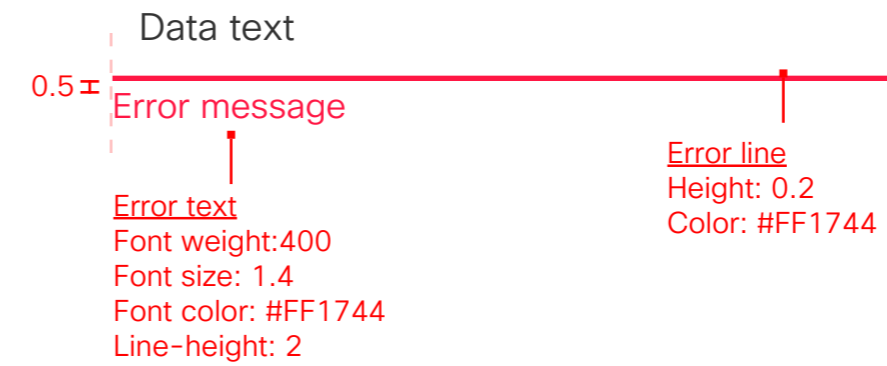 Data text
0.5
Error message
Error text
Font weight:400
Font size: 1.4
Font color: #FF1744
Line-height: 2
Error line
Height: 0.2
Color: #FF1744